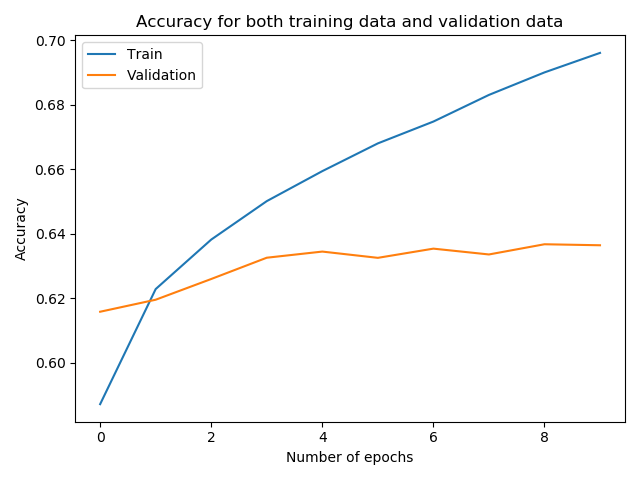 Accuracy for both training data and validation data
Train
Validation
0.70
0.68
0.66
0.64
0.62
0.60
Accuracy
0
2
4
6
8
Number of epochs